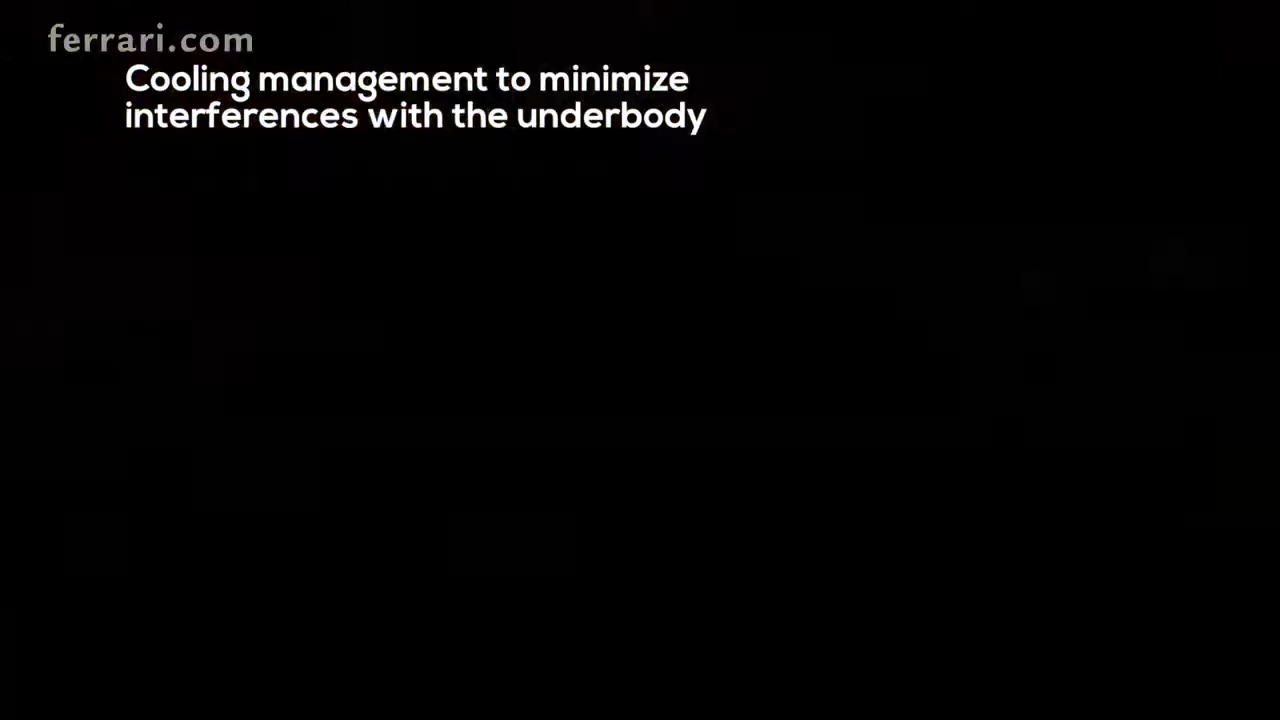 ferrari.com
Cooling management to minimize
interferences with the underbody